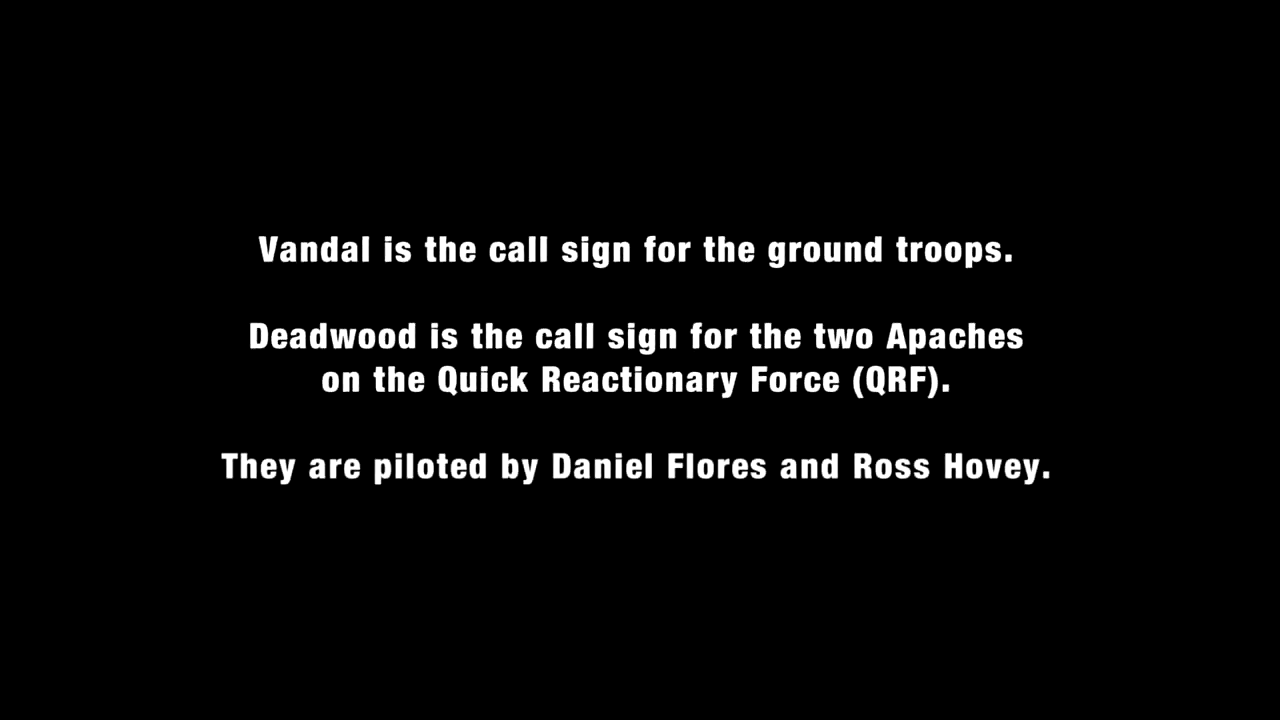 Vandal is the call sign for the ground troops.
Deadwood is the call sign for the two Apaches
on the Quick Reactionary Force (QRF).
They are piloted by Daniel Flores and Ross Hovey.